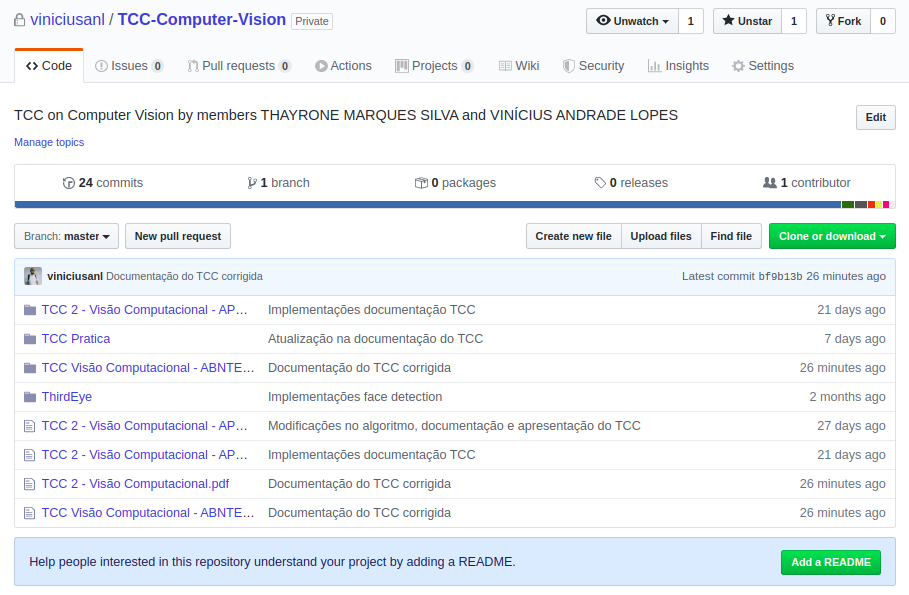 viniciusanl / TCC-Computer-Vision Private Unwatch 1 Unstar 1 Fork 0
Code Issues 0 Pull requests 0 Actions Projects 0 Wiki Security Insights Settings
TCC on Computer Vision by members THAYRONE MARQUES SILVA and VINÍCIUS ANDRADE LOPES Edit
Manage topics
24 commits 1 branch 0 packages 0 releases 1 contributor
Branch: master New pull request Create new file Upload files Find file Clone or download
viniciusanl Documentação do TCC corrigida Latest commit bf9b13b 26 minutes ago
TCC 2 - Visão Computacional - AP… Implementações documentação TCC 21 days ago
TCC Pratica Atualização na documentação do TCC 7 days ago
TCC Visão Computacional - ABNTE… Documentação do TCC corrigida 26 minutes ago
ThirdEye Implementações face detection 2 months ago
TCC 2 - Visão Computacional - AP… Modificações no algoritmo, documentação e apresentação do TCC 27 days ago
TCC 2 - Visão Computacional - AP… Implementações documentação TCC 21 days ago
TCC 2 - Visão Computacional.pdf Documentação do TCC corrigida 26 minutes ago
TCC Visão Computacional - ABNTE… Documentação do TCC corrigida 26 minutes ago
Help people interested in this repository understand your project by adding a README. Add a README